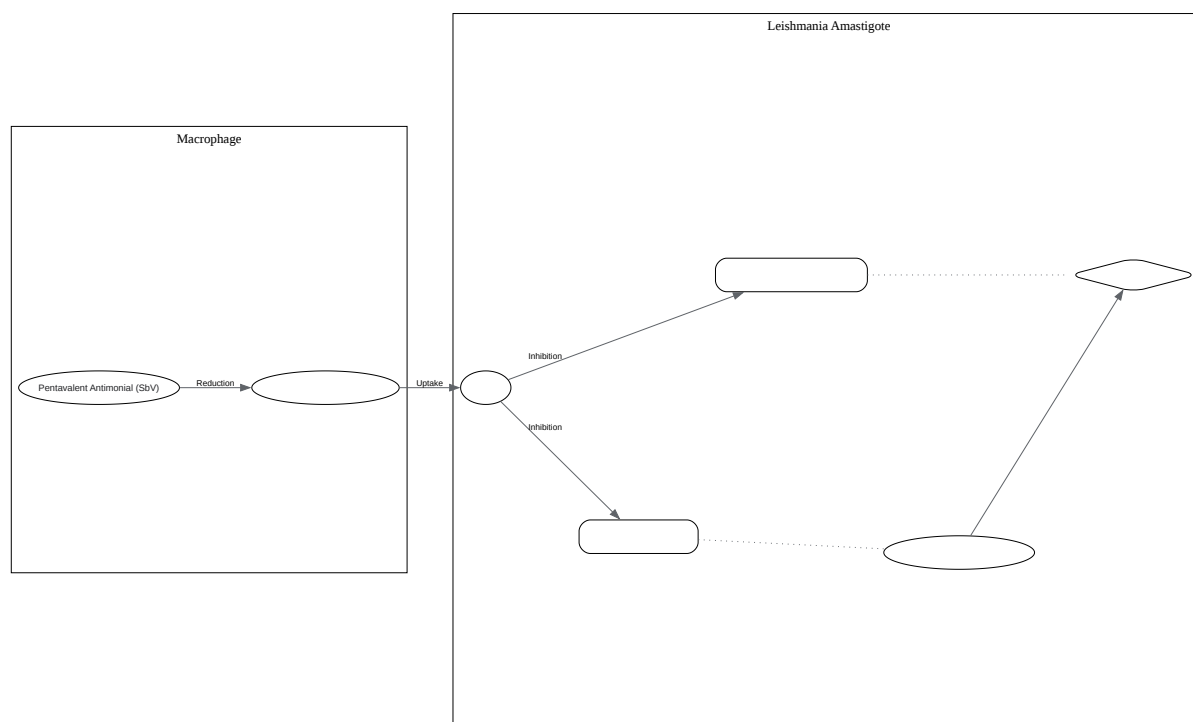 Leishmania Amastigote
Macrophage
Inhibition
Pentavalent Antimonial (SbV)
Reduction
Uptake
Inhibition